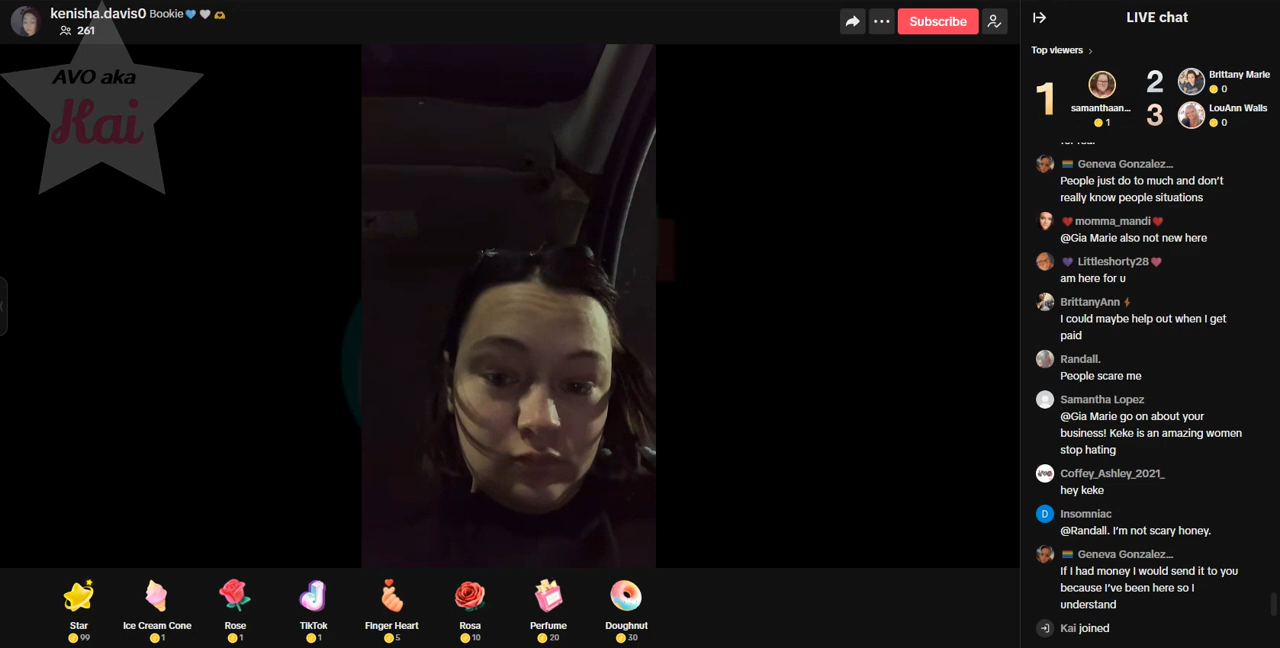 kenisha.davis0 Bookie💙🤍🫶
261
Subscribe
AVO aka
Kai
LIVE chat
Top viewers >
1
samanthaan...
1
2
Brittany Marie
0
3
LouAnn Walls
0
Geneva Gonzalez...
People just do to much and don't
really know people situations
momma_mandi
@Gia Marie also not new here
Littleshorty28
am here for u
BrittanyAnn
I could maybe help out when I get
paid
Randall.
People scare me
Samantha Lopez
@Gia Marie go on about your
business! Keke is an amazing women
stop hating
Coffey_Ashley_2021_
hey keke
D
Insomniac
@Randall. I'm not scary honey.
Geneva Gonzalez...
If I had money I would send it to you
because I've been here so I
understand
Kai joined
Star
99
Ice Cream Cone
1
Rose
1
TikTok
1
Finger Heart
5
Rosa
10
Perfume
20
Doughnut
30